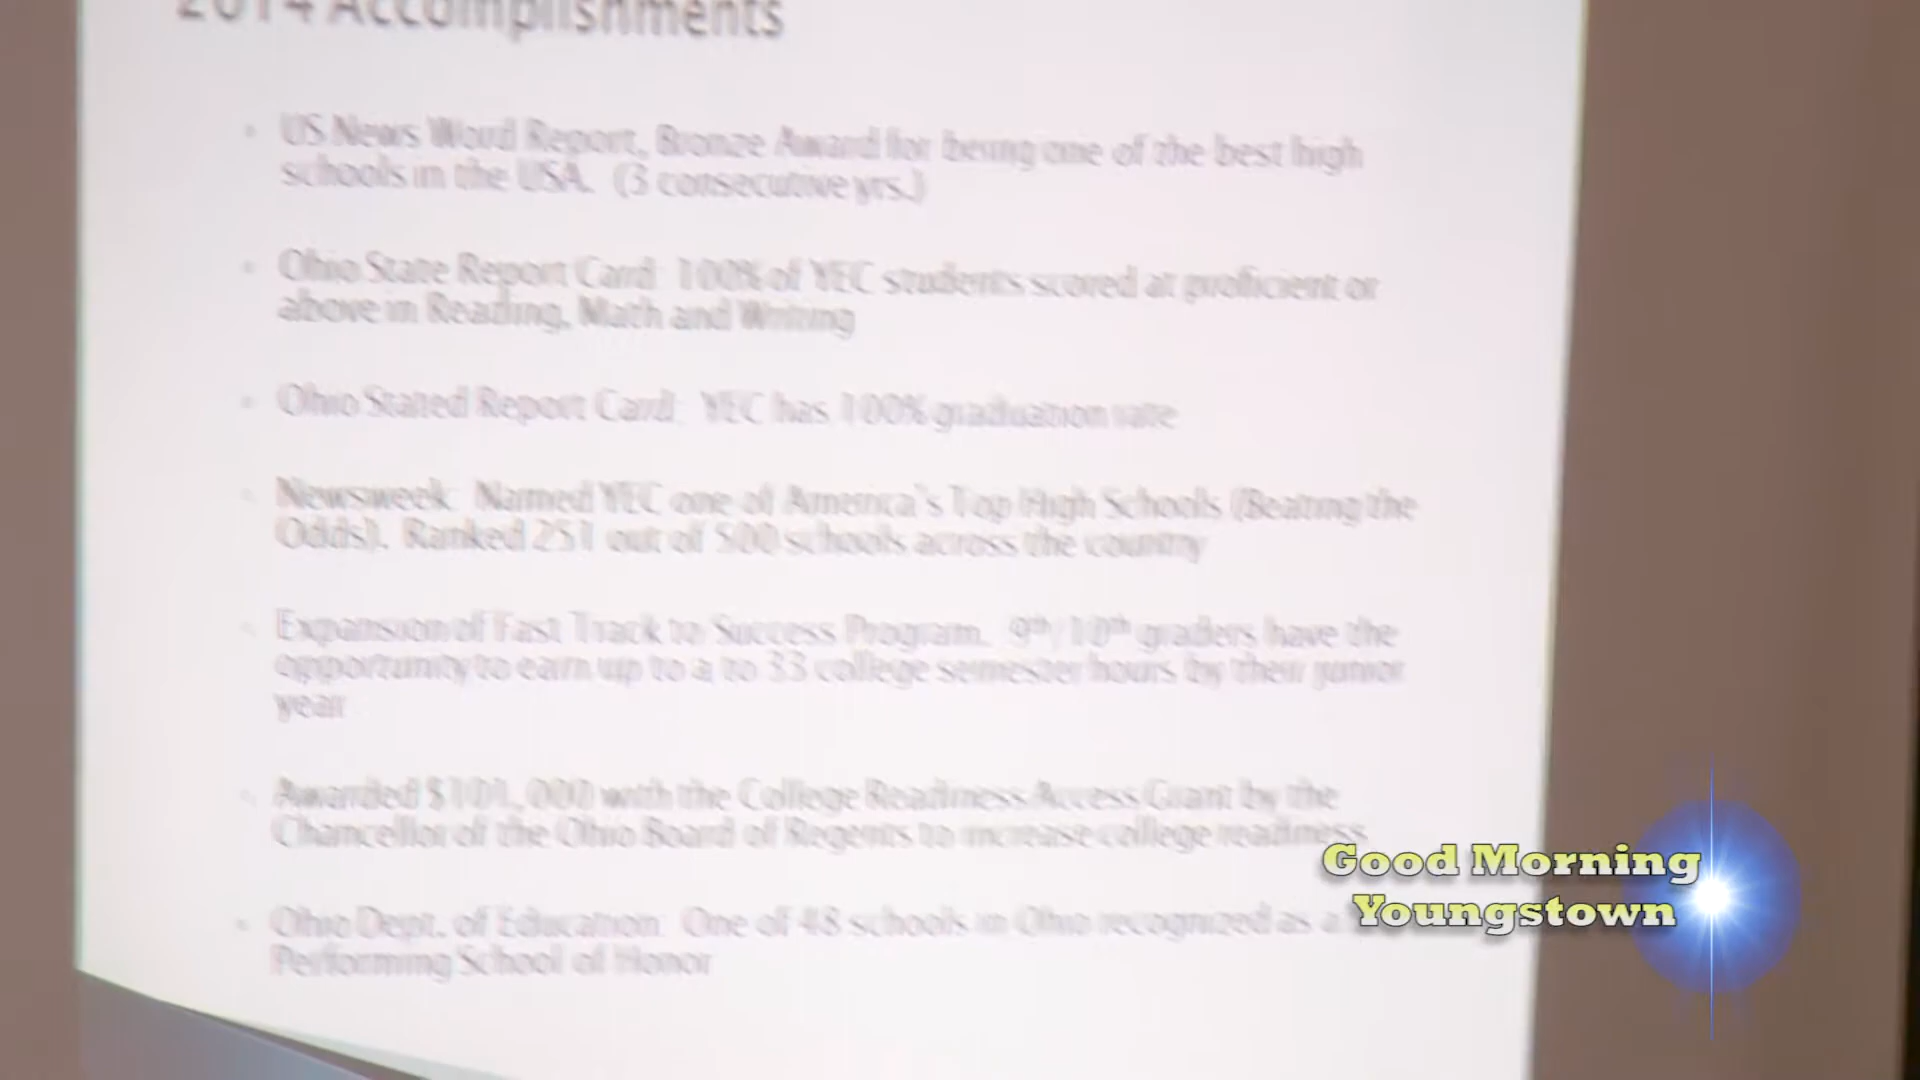 2014 Accomplishments
US News Word Report, Bronze Award for being one of the best high
schools in the USA. (3 consecutive yrs.)
Ohio State Report Card: 100% of YEC students scored at proficient or
above in Reading, Math and Writing
Ohio Stated Report Card: YEC has 100% graduation rate
Newsweek: Named YEC one of America's Top High Schools (Beating the
Odds). Ranked 251 out of 500 schools across the country
Expansion of Fast Track to Success Program. 9th/10th graders have the
opportunity to earn up to a to 33 college semester hours by their junior
year
Awarded $101,000 with the College Readiness Access Grant by the
Chancellor of the Ohio Board of Regents to increase college readiness
Ohio Dept. of Education: One of 48 schools in Ohio recognized as a
Performing School of Honor
Good Morning
Youngstown